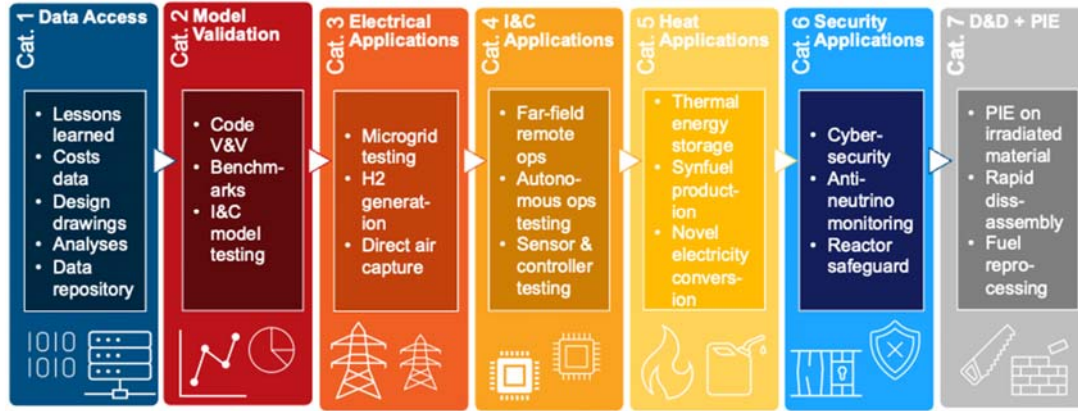 Cat. 1 Data Access
• Lessons
learned
• Costs
data
• Design
drawings
• Analyses
• Data
repository
01011
01011
Cat. 2 Model
Validation
• Code
V&V
• Benchm-
arks
• I&C
model
testing
Cat. 3 Electrical
Applications
• Microgrid
testing
• H2
generat-
ion
• Direct air
capture
Cat. 4 I&C
Applications
• Far-field
remote
ops
• Autono-
mous ops
testing
• Sensor &
controller
testing
Cat. 5 Heat
Applications
• Thermal
energy
storage
• Synfuel
product-
ion
• Novel
electricity
convers-
ion
Cat. 6 Security
Applications
• Cyber-
security
• Anti-
neutrino
monitoring
• Reactor
safeguard
Cat. 7 D&D + PIE
• PIE on
irradiated
material
• Rapid
diss-
assembly
• Fuel
repro-
cessing